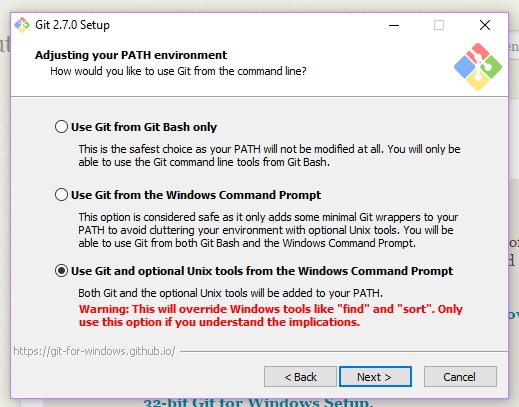 Git 2.7.0 Setup
Adjusting your PATH environment
How would you like to use Git from the command line?
Use Git from Git Bash only
This is the safest choice as your PATH will not be modified at all. You will only be
able to use the Git command line tools from Git Bash.
Use Git from the Windows Command Prompt
This option is considered safe as it only adds some minimal Git wrappers to your
PATH to avoid cluttering your environment with optional Unix tools. You will be
able to use Git from both Git Bash and the Windows Command Prompt.
Use Git and optional Unix tools from the Windows Command Prompt
Both Git and the optional Unix tools will be added to your PATH.
Warning: This will override Windows tools like "find" and "sort". Only
use this option if you understand the implications.
https://git-for-windows.github.io/
< Back
Next >
Cancel
32-bit Git for Windows Setup.